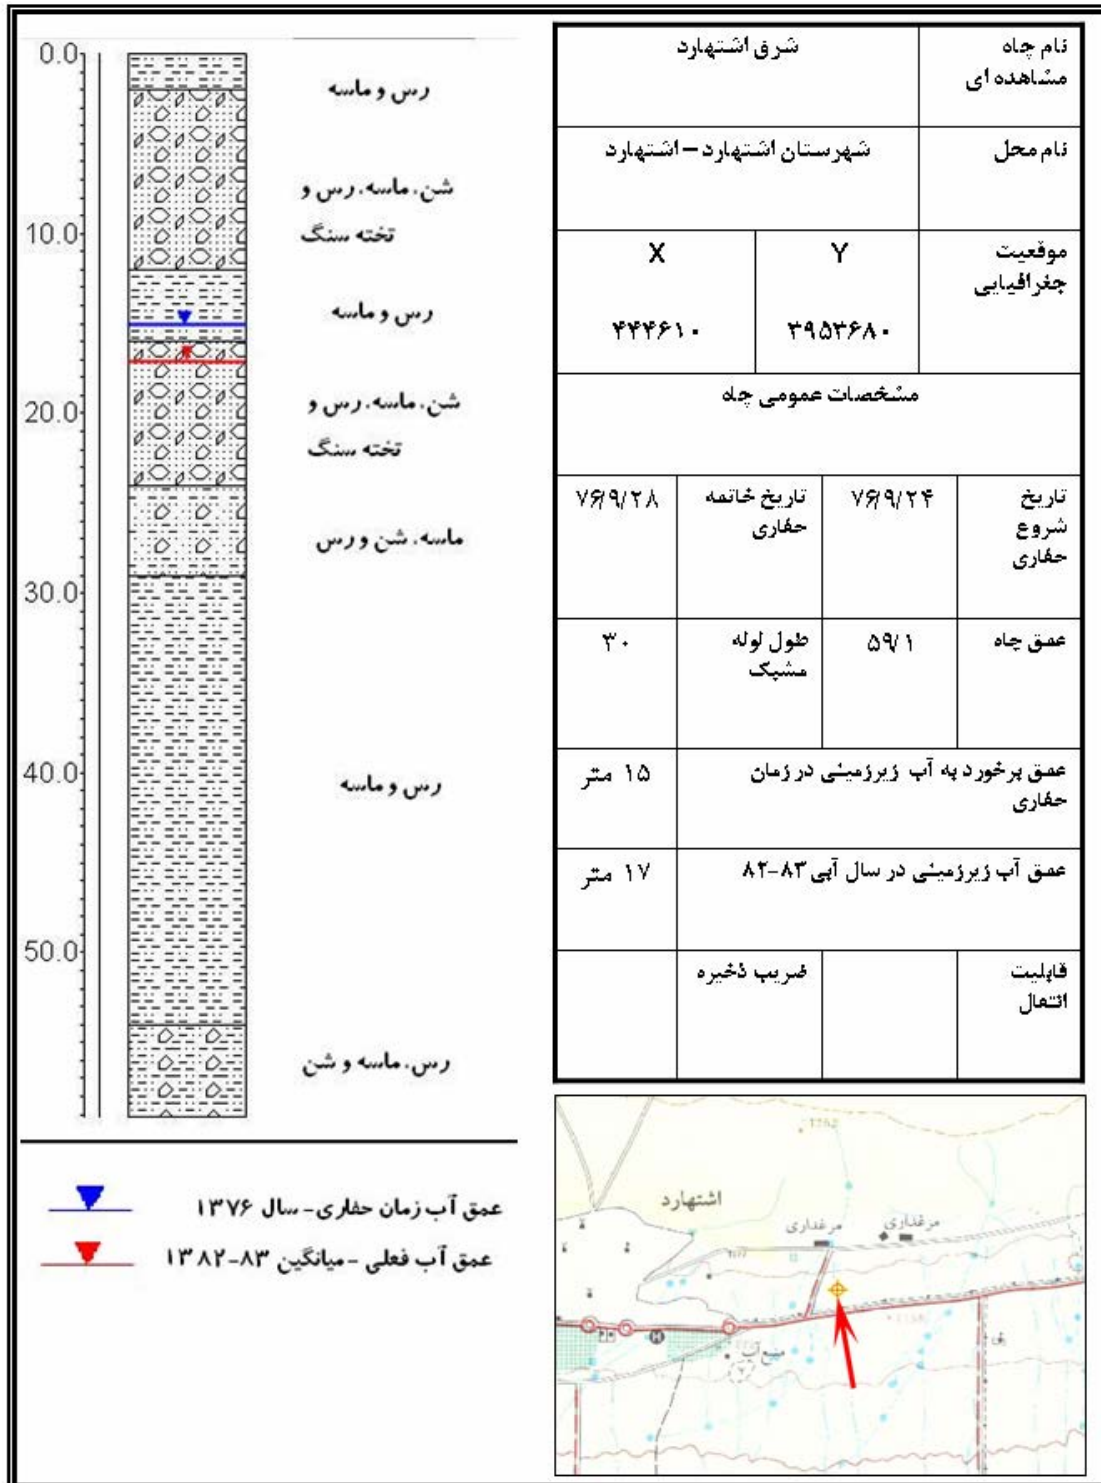 0.0
10.0
20.0
30.0
40.0
50.0
رس و ماسه
شن، ماسه، رس و
تخته سنگ
رس و ماسه
شن، ماسه، رس و
تخته سنگ
ماسه، شن و رس
رس و ماسه
رس، ماسه و شن
عمق آب زمان حفاری - سال ۱۳۷۶
عمق آب فعلی - میانگین ۸۳-۱۳۸۲
نام چاه
مشاهده ای
شرق اشتهارد
نام محل
شهرستان اشتهارد – اشتهارد
موقعیت
جغرافیایی
Y
۳۹۵۳۶۸۰
X
۴۴۴۶۱۰
مشخصات عمومی چاه
تاریخ
شروع
حفاری
۷۶/۹/۲۴
تاریخ خاتمه
حفاری
۷۶/۹/۲۸
عمق چاه
۵۹/۱
طول لوله
مشبک
۳۰
عمق برخورد به آب زیرزمینی در زمان
حفاری
۱۵ متر
عمق آب زیرزمینی در سال آبی ۸۳-۸۲
۱۷ متر
قابلیت
انتقال
ضریب ذخیره
اشتهارد
مرغداری
مرغداری
منبع آب
H